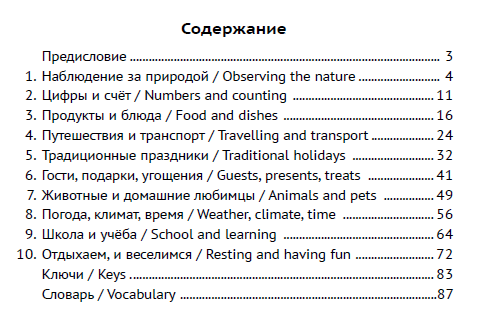 Содержание
Предисловие ........................................................................ 3
1. Наблюдение за природой / Observing the nature ................... 4
2. Цифры и счёт / Numbers and counting ................................ 11
3. Продукты и блюда / Food and dishes .................................. 16
4. Путешествия и транспорт / Travelling and transport ............... 24
5. Традиционные праздники / Traditional holidays .................... 32
6. Гости, подарки, угощения / Guests, presents, treats ................ 41
7. Животные и домашние любимцы / Animals and pets ............. 49
8. Погода, климат, время / Weather, climate, time .................... 56
9. Школа и учёба / School and learning .................................. 64
10. Отдыхаем, и веселимся / Resting and having fun .................. 72
Ключи / Keys ...................................................................... 83
Словарь / Vocabulary ..........................................................87